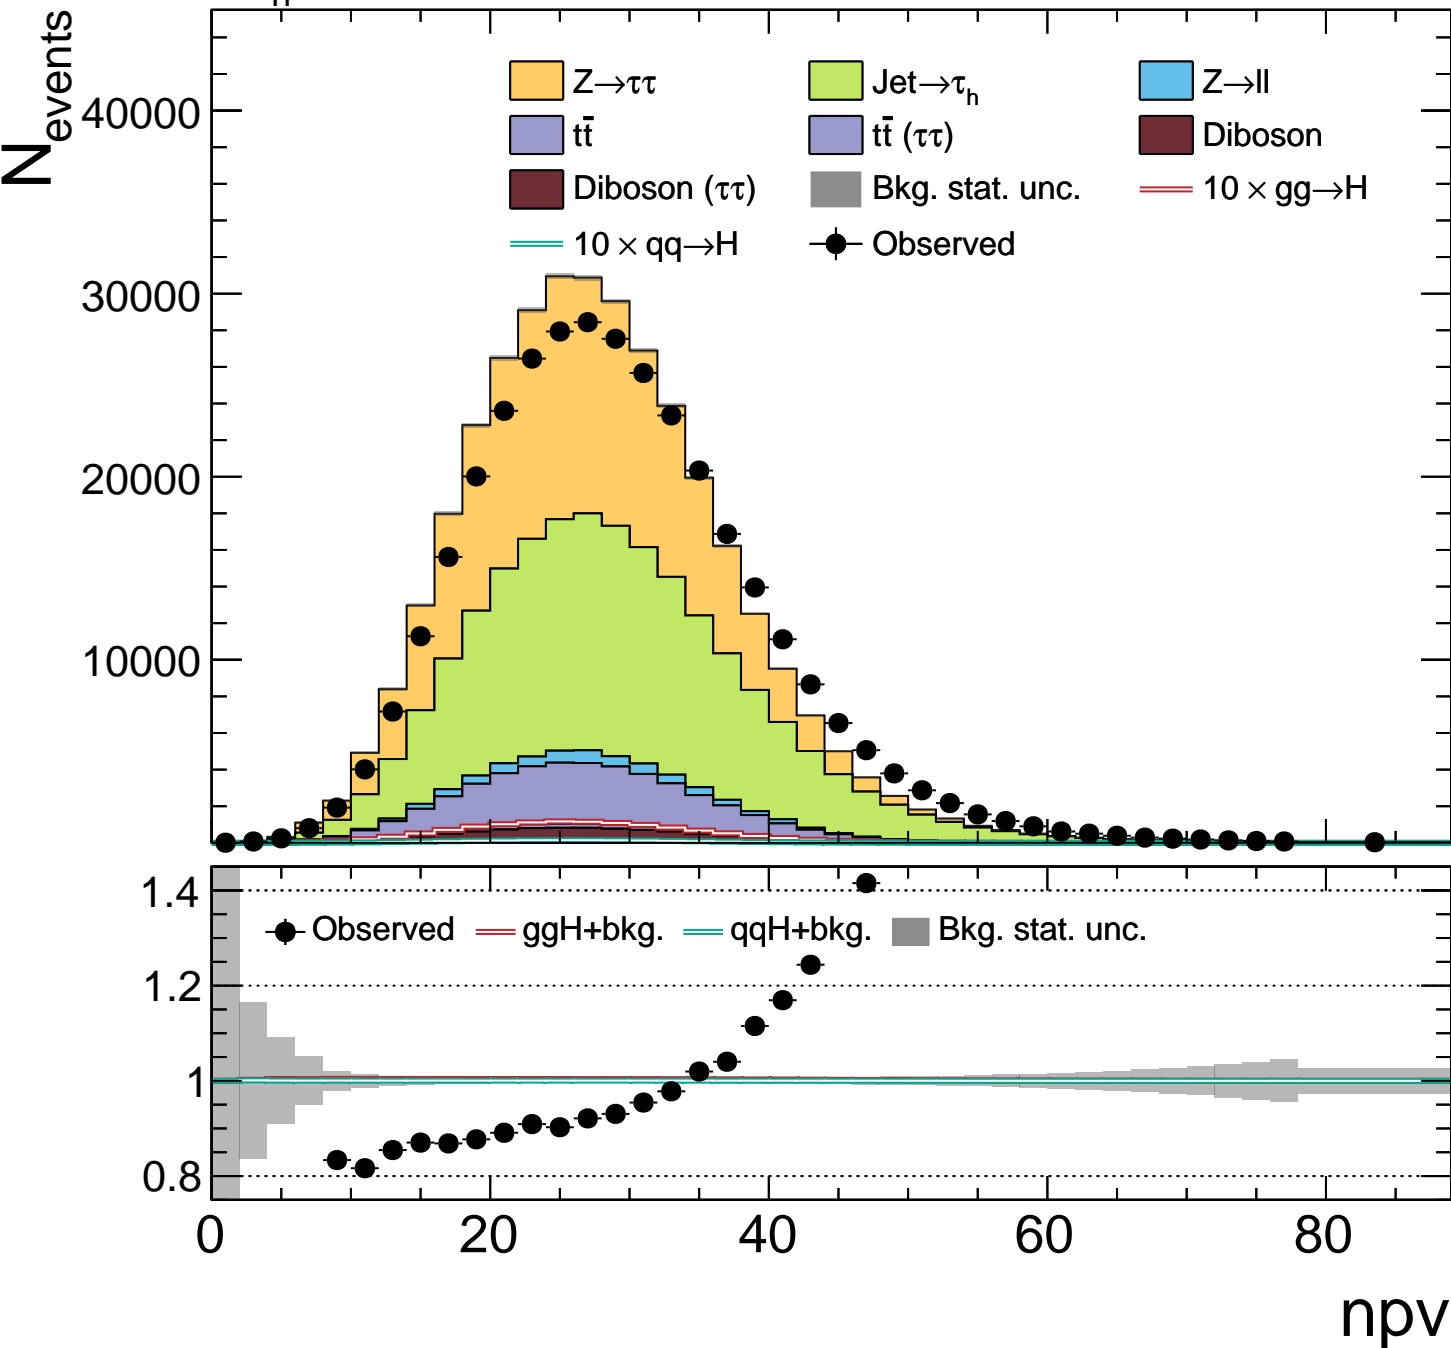 N_events
40000
30000
20000
10000
Z→ττ
Jet→τ_h
Z→ll
tt̄
tt̄ (ττ)
Diboson
Diboson (ττ)
Bkg. stat. unc.
10 × gg→H
10 × qq→H
Observed
1.4
1.2
1
0.8
Observed
ggH+bkg.
qqH+bkg.
Bkg. stat. unc.
0 20 40 60 80
npv